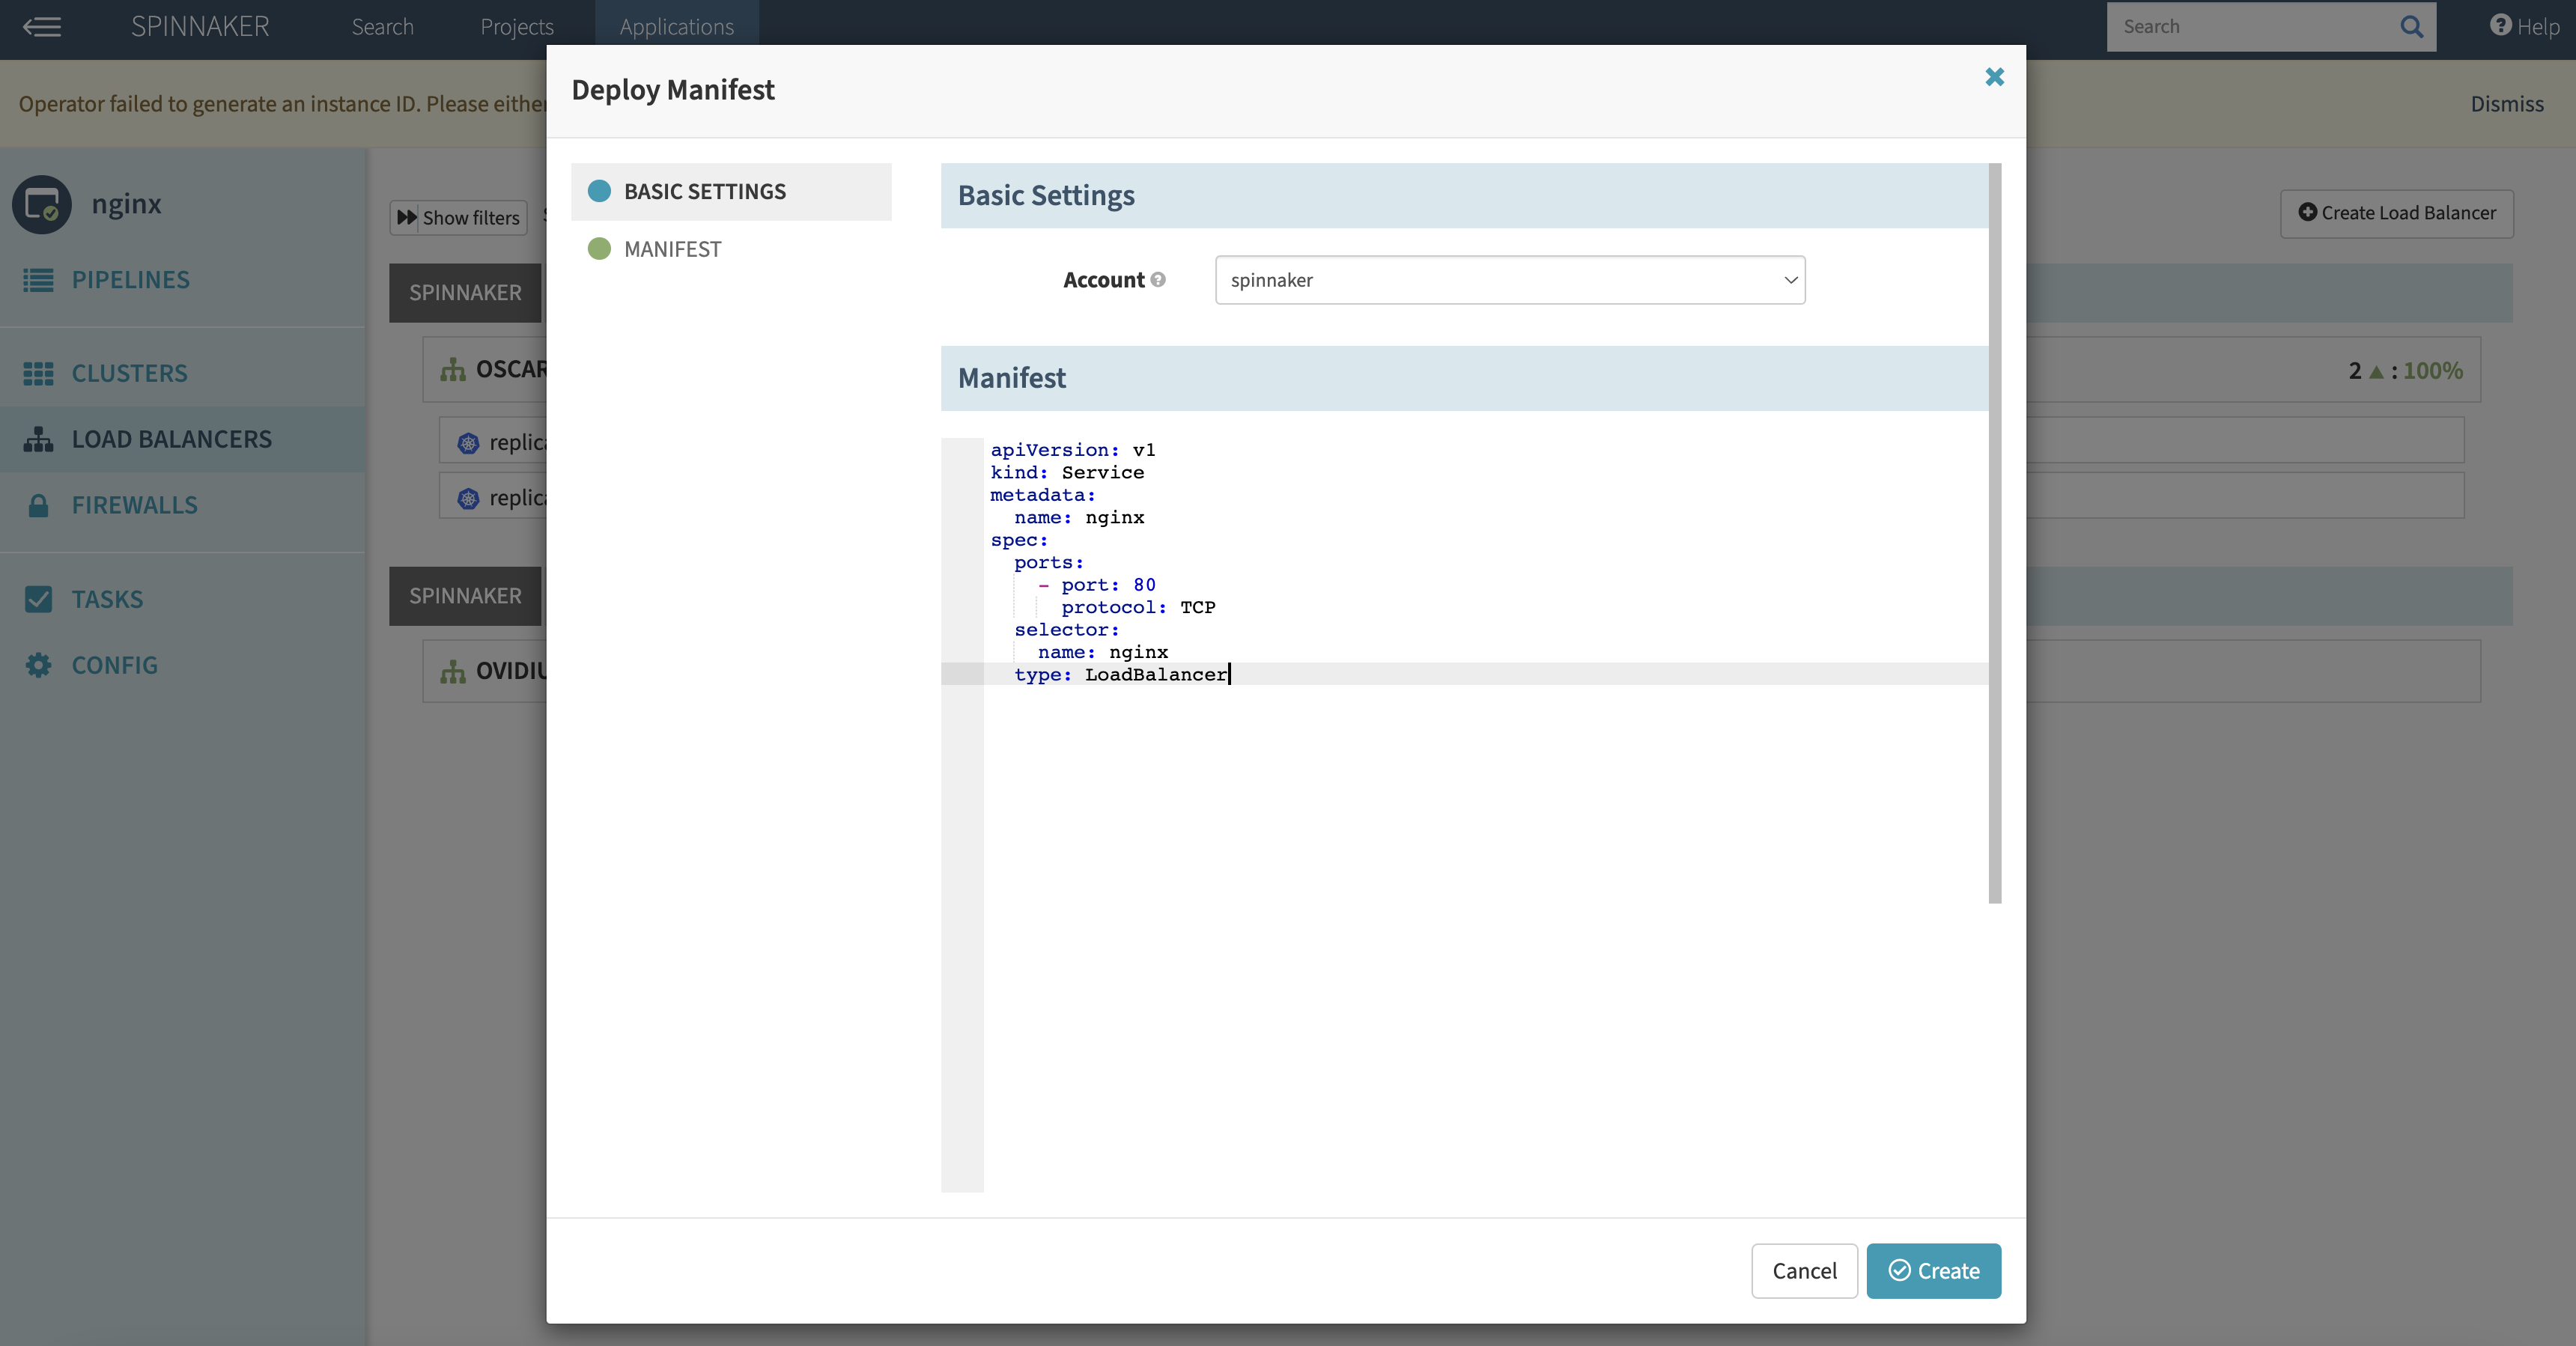 SPINNAKER Search Projects Applications Search Help
Operator failed to generate an instance ID. Please either Dismiss
Deploy Manifest
nginx
PIPELINES
CLUSTERS
LOAD BALANCERS
FIREWALLS
TASKS
CONFIG
Show filters
Create Load Balancer
SPINNAKER
OSCAR
2 ▲ : 100%
replica
replica
SPINNAKER
OVIDIU
BASIC SETTINGS
MANIFEST
Basic Settings
Account
spinnaker
Manifest
apiVersion: v1
kind: Service
metadata:
  name: nginx
spec:
  ports:
    - port: 80
      protocol: TCP
  selector:
    name: nginx
  type: LoadBalancer
Cancel
Create